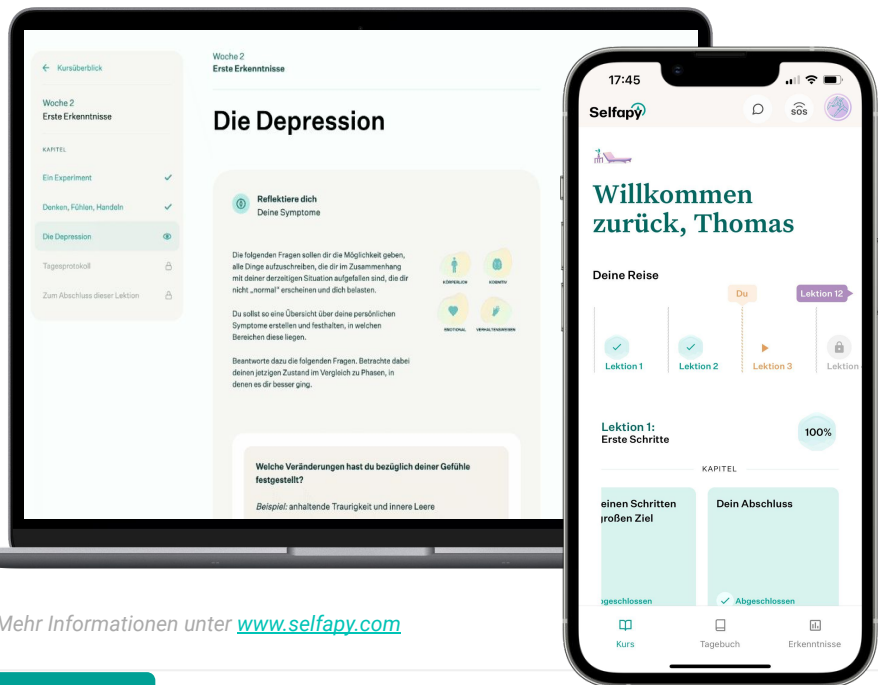 ← Kursüberblick
Woche 2
Erste Erkenntnisse
KAPITEL
Ein Experiment
Denken, Fühlen, Handeln
Die Depression
Tagesprotokoll
Zum Abschluss dieser Lektion
Woche 2
Erste Erkenntnisse
Die Depression
Reflektiere dich
Deine Symptome
Die folgenden Fragen sollen dir die Möglichkeit geben,
alle Dinge aufzuschreiben, die dir im Zusammenhang
mit deiner derzeitigen Situation aufgefallen sind, die dir
nicht „normal" erscheinen und dich belasten.
Du sollst so eine Übersicht über deine persönlichen
Symptome erstellen und festhalten, in welchen
Bereichen diese liegen.
Beantworte dazu die folgenden Fragen. Betrachte dabei
deinen jetzigen Zustand im Vergleich zu Phasen, in
denen es dir besser ging.
KÖRPERLICH KOGNITIV
EMOTIONAL VERHALTENSWEISEN
Welche Veränderungen hast du bezüglich deiner Gefühle
festgestellt?
Beispiel: anhaltende Traurigkeit und innere Leere
17:45
Selfapy
SOS
Willkommen
zurück, Thomas
Deine Reise
Du
Lektion 12
Lektion 1
Lektion 2
Lektion 3
Lektion
Lektion 1:
Erste Schritte
100%
KAPITEL
einen Schritten
großen Ziel
ogeschlossen
Dein Abschluss
Abgeschlossen
Kurs
Tagebuch
Erkenntnisse
Mehr Informationen unter www.selfapy.com